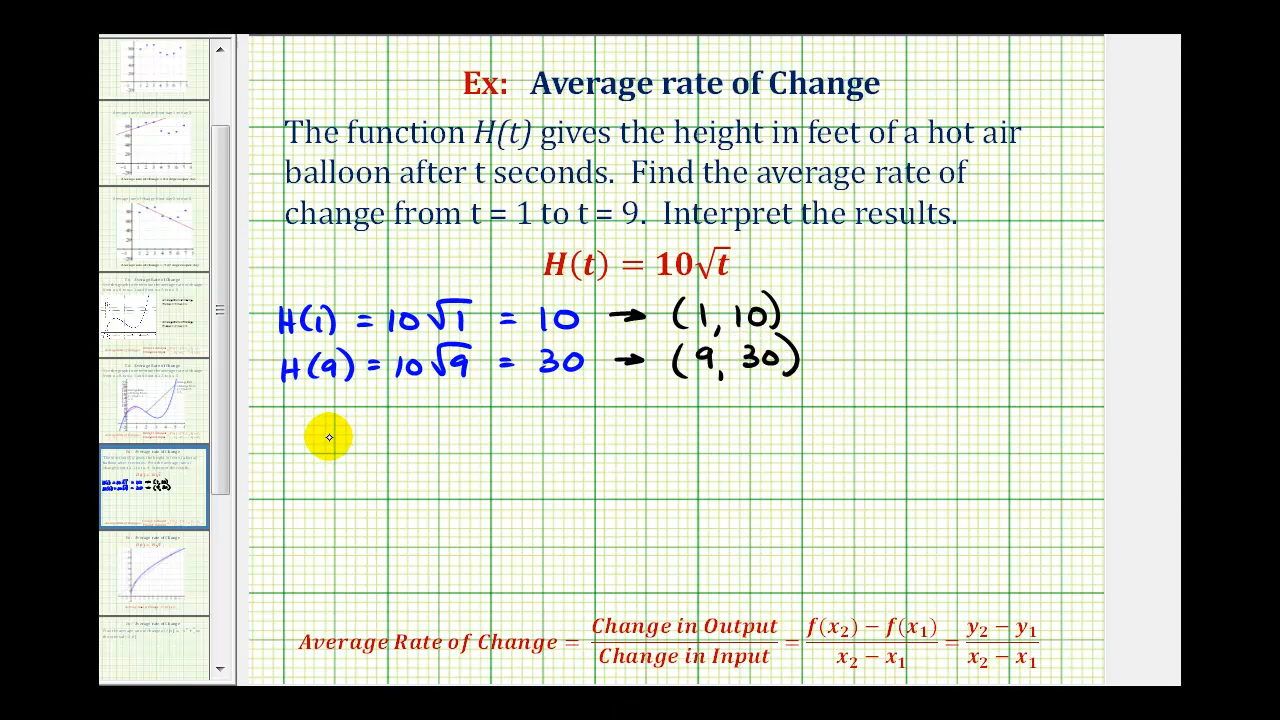 Ex: Average rate of Change
The function H(t) gives the height in feet of a hot air
balloon after t seconds. Find the average rate of
change from t = 1 to t = 9. Interpret the results.
H(t) = 10√t
H(1) = 10√1 = 10 → (1, 10)
H(9) = 10√9 = 30 → (9, 30)
Average Rate of Change = Change in Output / Change in Input = f(x₂) − f(x₁) / x₂ − x₁ = y₂ − y₁ / x₂ − x₁